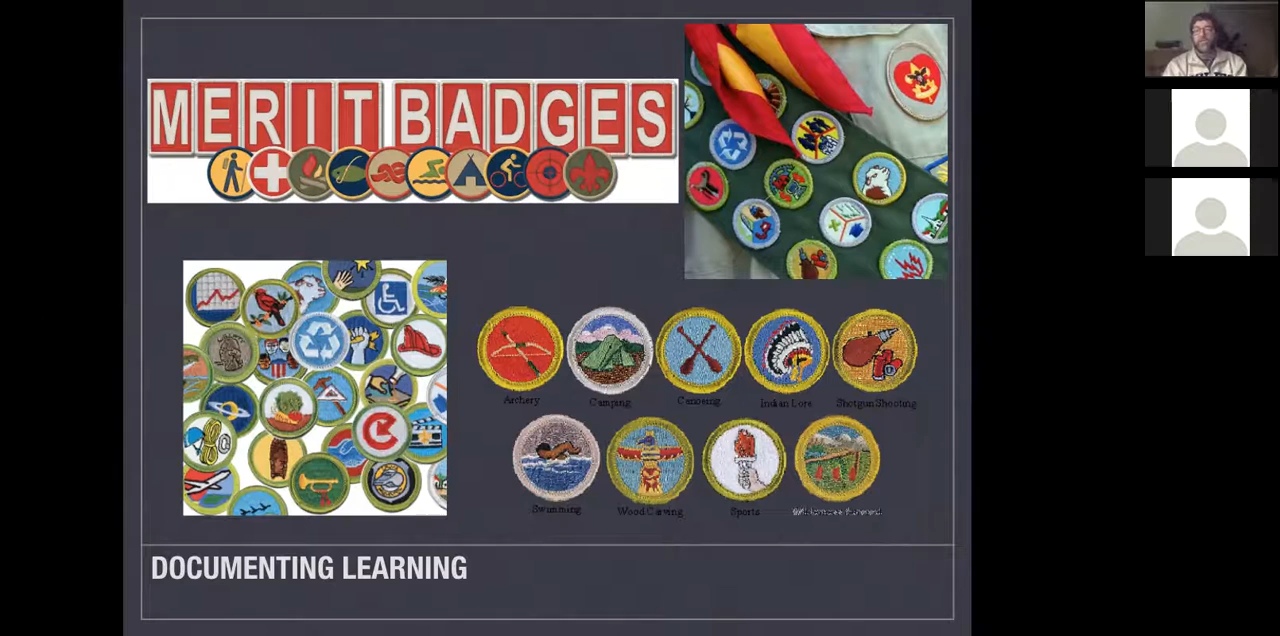 MERIT BADGES
Archery
Camping
Canoeing
Indian Lore
Shotgun Shooting
Swimming
Wood Carving
Sports
DOCUMENTING LEARNING